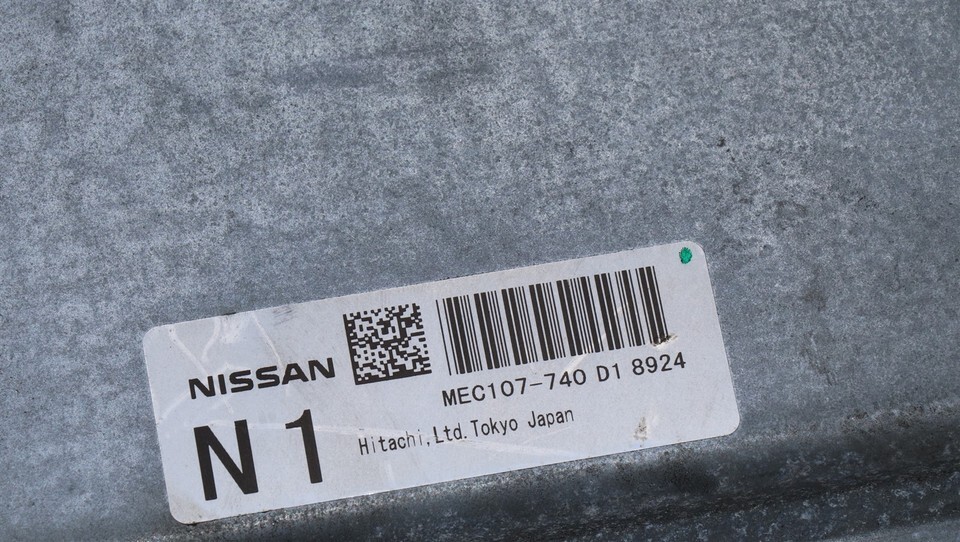 NISSAN
MEC107-740 D1 8924
N1
Hitachi,Ltd.Tokyo Japan